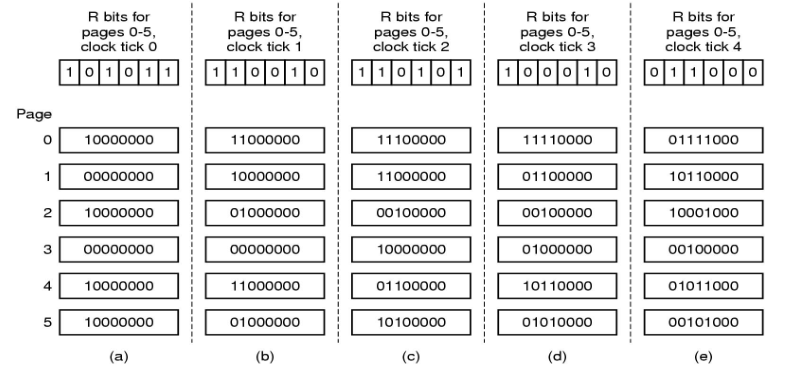 R bits for pages 0-5, clock tick 0
R bits for pages 0-5, clock tick 1
R bits for pages 0-5, clock tick 2
R bits for pages 0-5, clock tick 3
R bits for pages 0-5, clock tick 4
1 0 1 0 1 1 1 1 0 0 1 0 1 1 0 1 0 1 1 0 0 0 1 0 0 1 1 0 0 0
Page
0 10000000 11000000 11100000 11110000 01111000
1 00000000 10000000 11000000 01100000 10110000
2 10000000 01000000 00100000 00100000 10001000
3 00000000 00000000 10000000 01000000 00100000
4 10000000 11000000 01100000 10110000 01011000
5 10000000 01000000 10100000 01010000 00101000
(a) (b) (c) (d) (e)